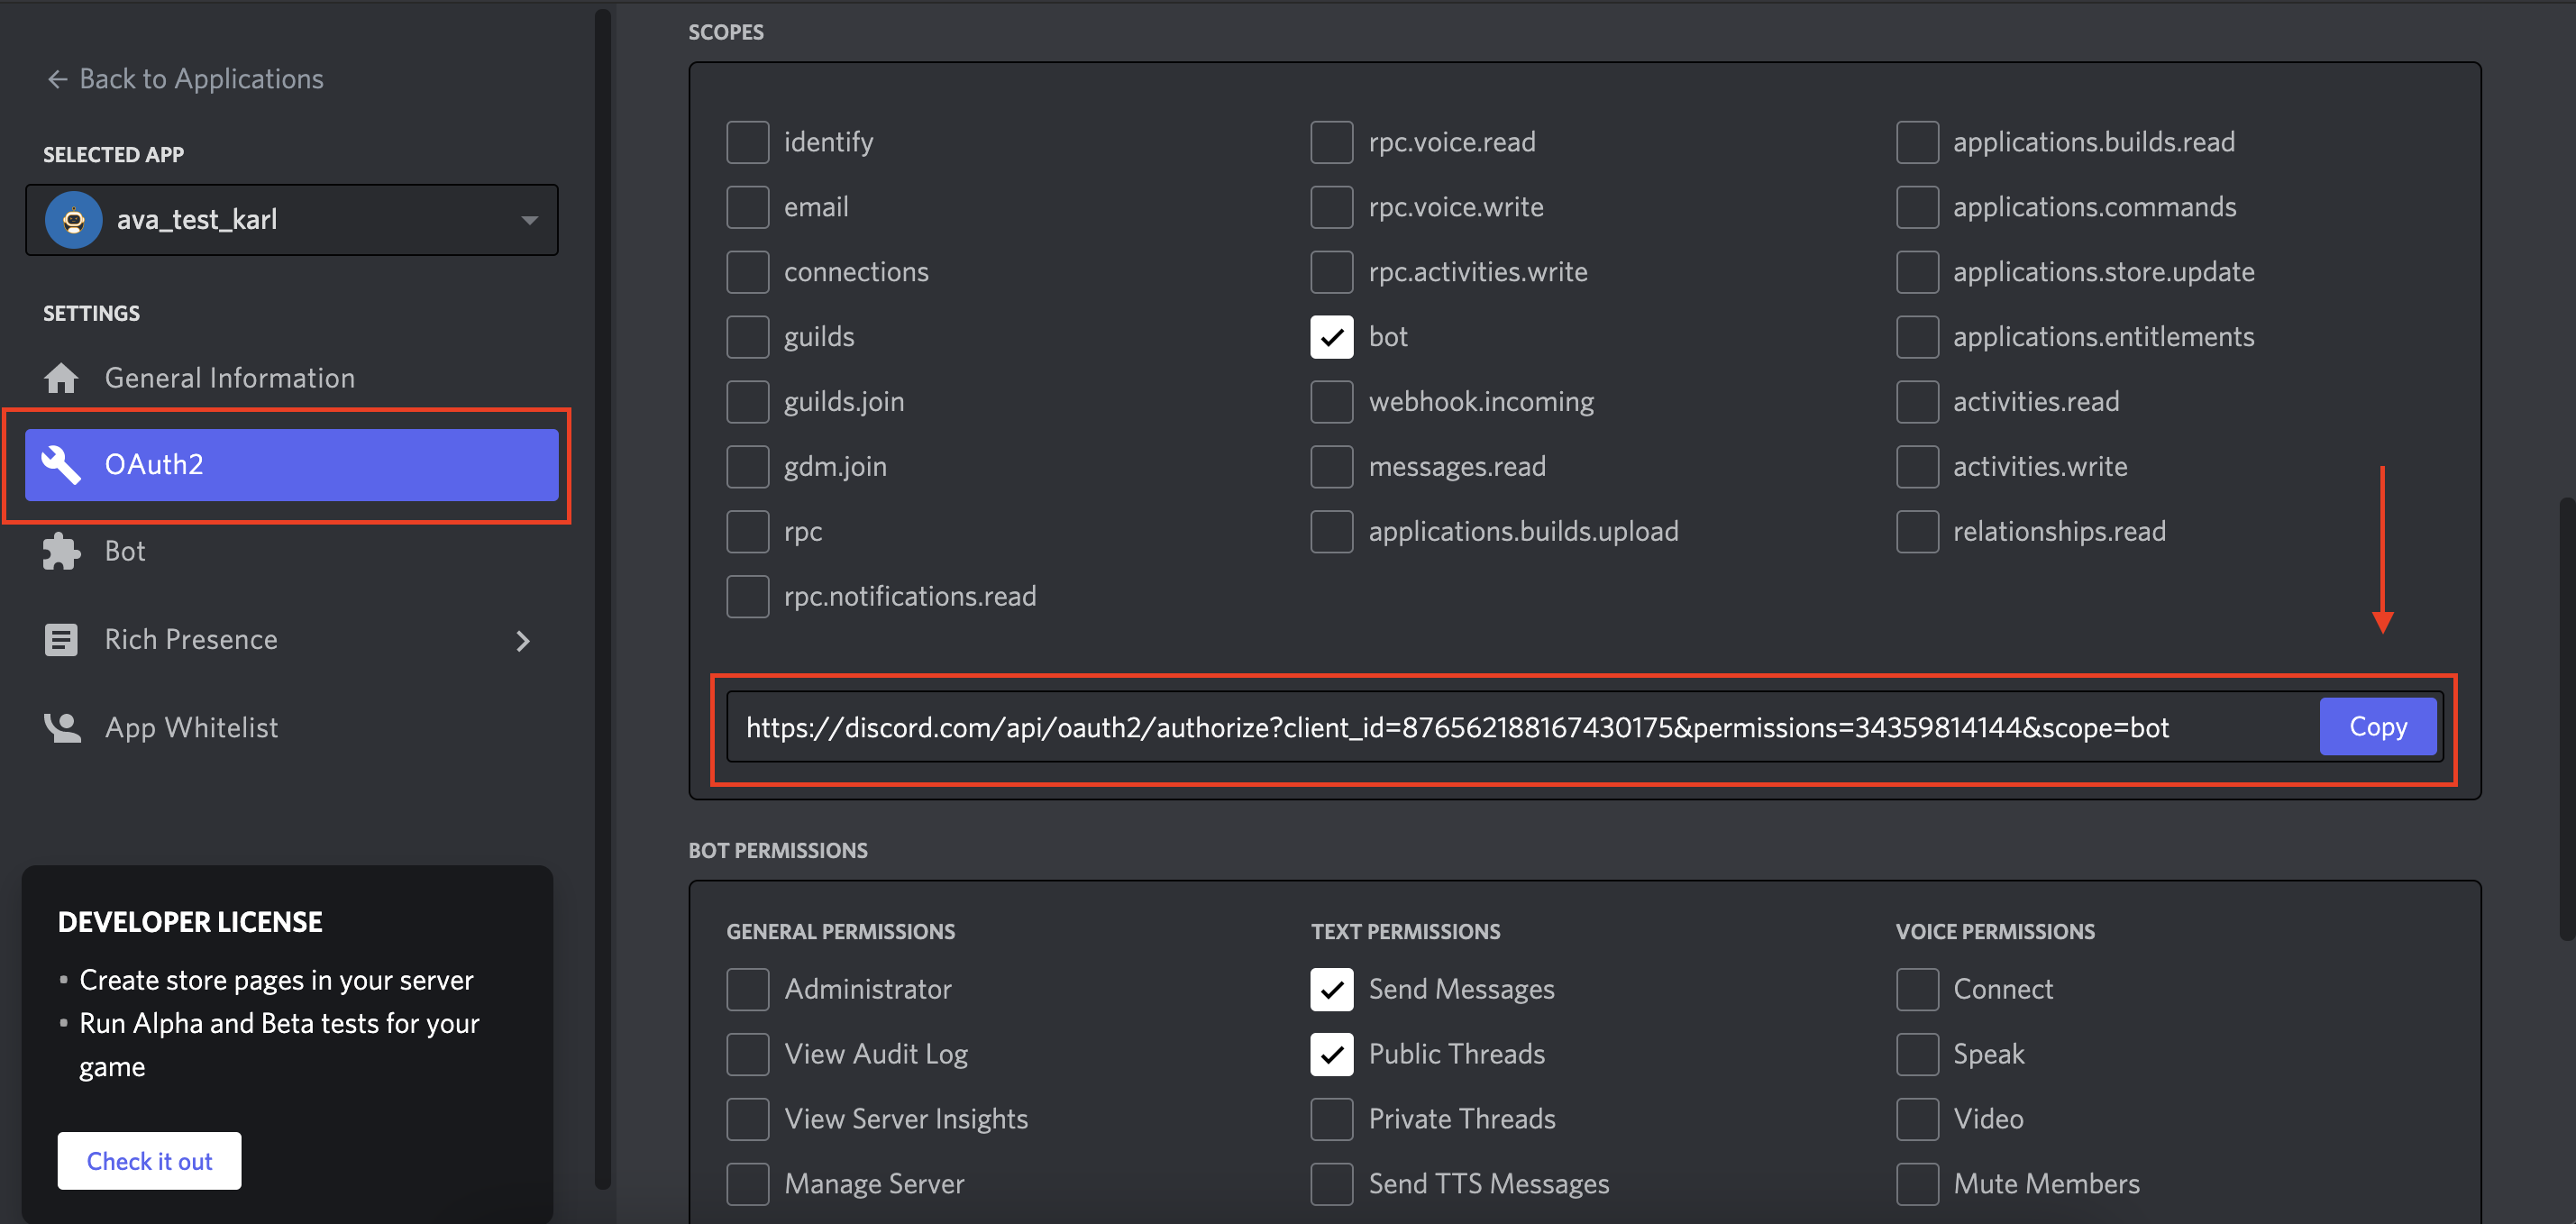 ← Back to Applications
SELECTED APP
ava_test_karl
SETTINGS
General Information
OAuth2
Bot
Rich Presence
App Whitelist
DEVELOPER LICENSE
• Create store pages in your server
• Run Alpha and Beta tests for your
game
Check it out
SCOPES
identify
rpc.voice.read
applications.builds.read
email
rpc.voice.write
applications.commands
connections
rpc.activities.write
applications.store.update
guilds
bot
applications.entitlements
guilds.join
webhook.incoming
activities.read
gdm.join
messages.read
activities.write
rpc
applications.builds.upload
relationships.read
rpc.notifications.read
https://discord.com/api/oauth2/authorize?client_id=876562188167430175&permissions=34359814144&scope=bot
Copy
BOT PERMISSIONS
GENERAL PERMISSIONS
TEXT PERMISSIONS
VOICE PERMISSIONS
Administrator
Send Messages
Connect
View Audit Log
Public Threads
Speak
View Server Insights
Private Threads
Video
Manage Server
Send TTS Messages
Mute Members